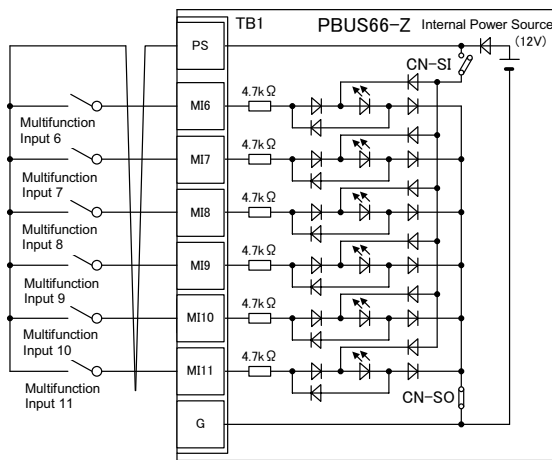 TB1 PBUS66-Z Internal Power Source
(12V)
PS
CN-SI
MI6 4.7kΩ
Multifunction
Input 6
MI7 4.7kΩ
Multifunction
Input 7
MI8 4.7kΩ
Multifunction
Input 8
MI9 4.7kΩ
Multifunction
Input 9
MI10 4.7kΩ
Multifunction
Input 10
MI11 4.7kΩ
Multifunction
Input 11
CN-SO
G